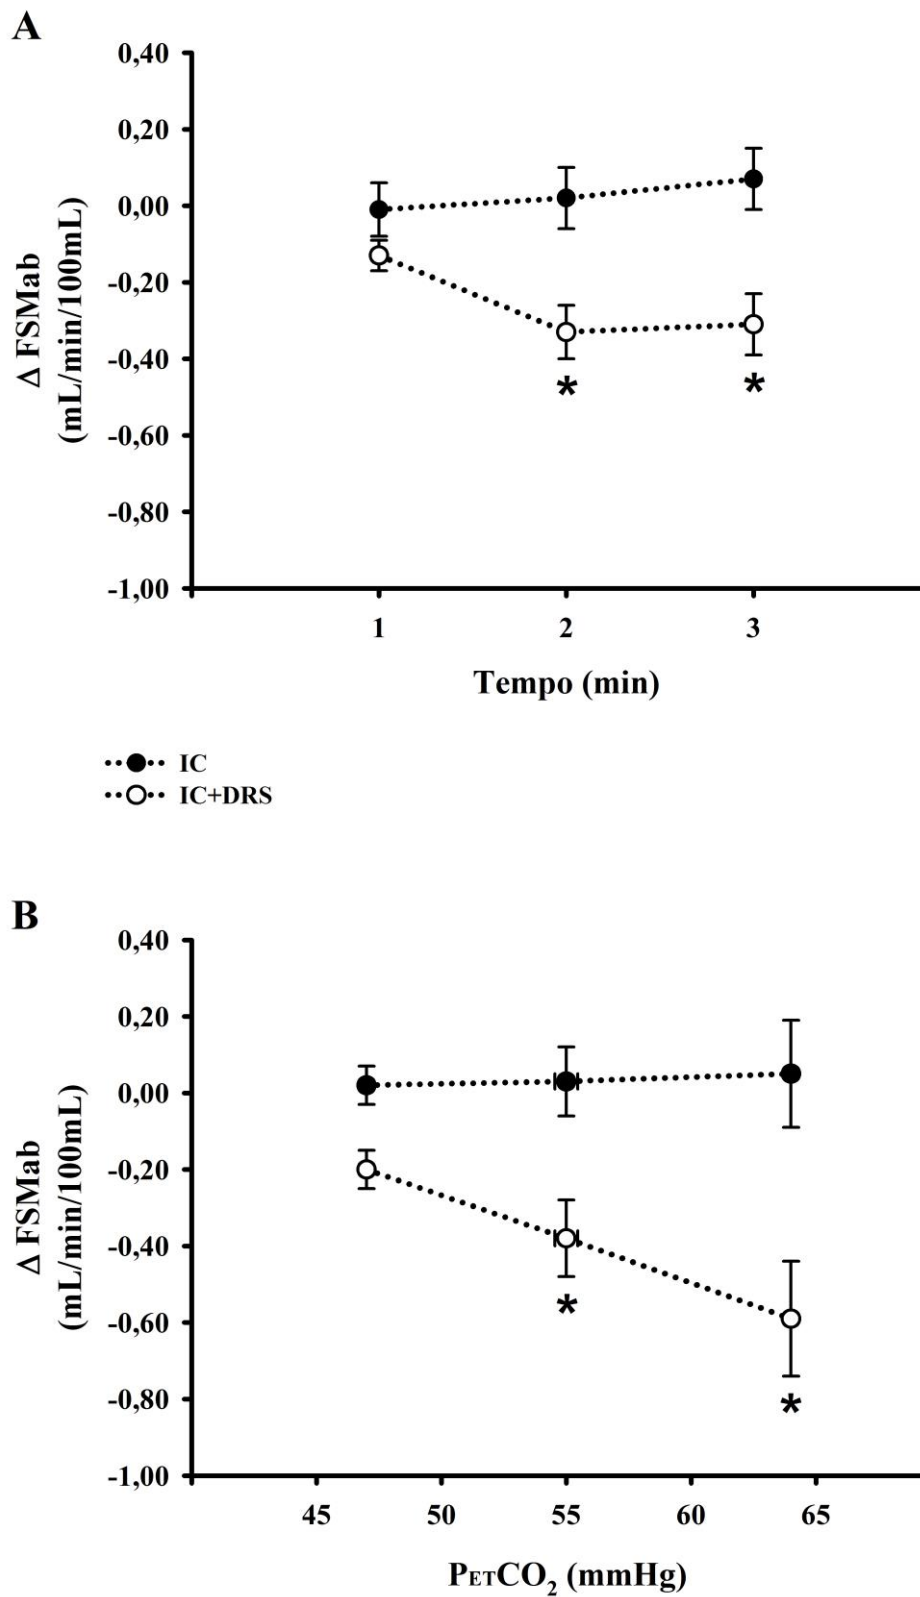 A
0,40
0,20
0,00
-0,20
-0,40
-0,60
-0,80
-1,00
Δ FSMab
(mL/min/100mL)
*
*
1
2
3
Tempo (min)
IC
IC+DRS
B
0,40
0,20
0,00
-0,20
-0,40
-0,60
-0,80
-1,00
Δ FSMab
(mL/min/100mL)
*
*
45
50
55
60
65
PETCO₂ (mmHg)